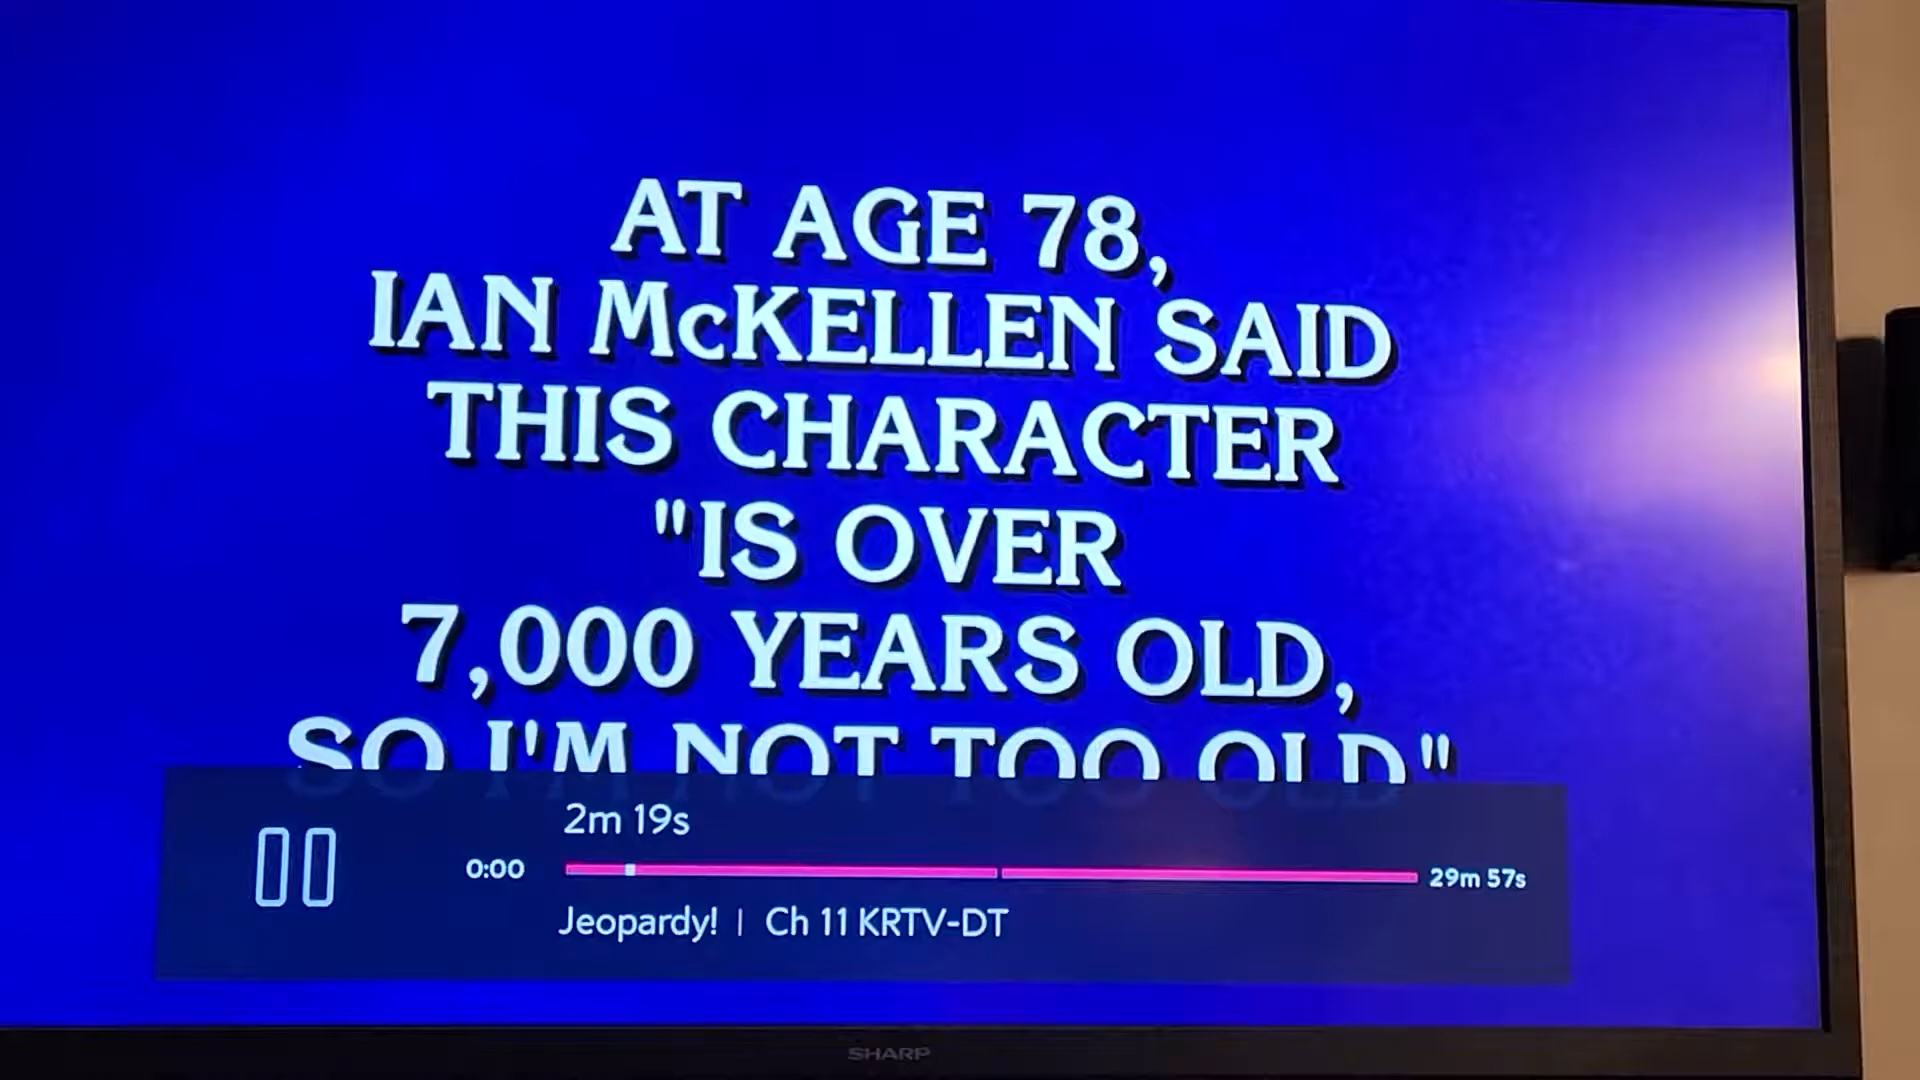 AT AGE 78,
IAN McKELLEN SAID
THIS CHARACTER
"IS OVER
7,000 YEARS OLD,
SO I'M NOT TOO OLD"
2m 19s
0:00
29m 57s
Jeopardy! | Ch 11 KRTV-DT
SHARP